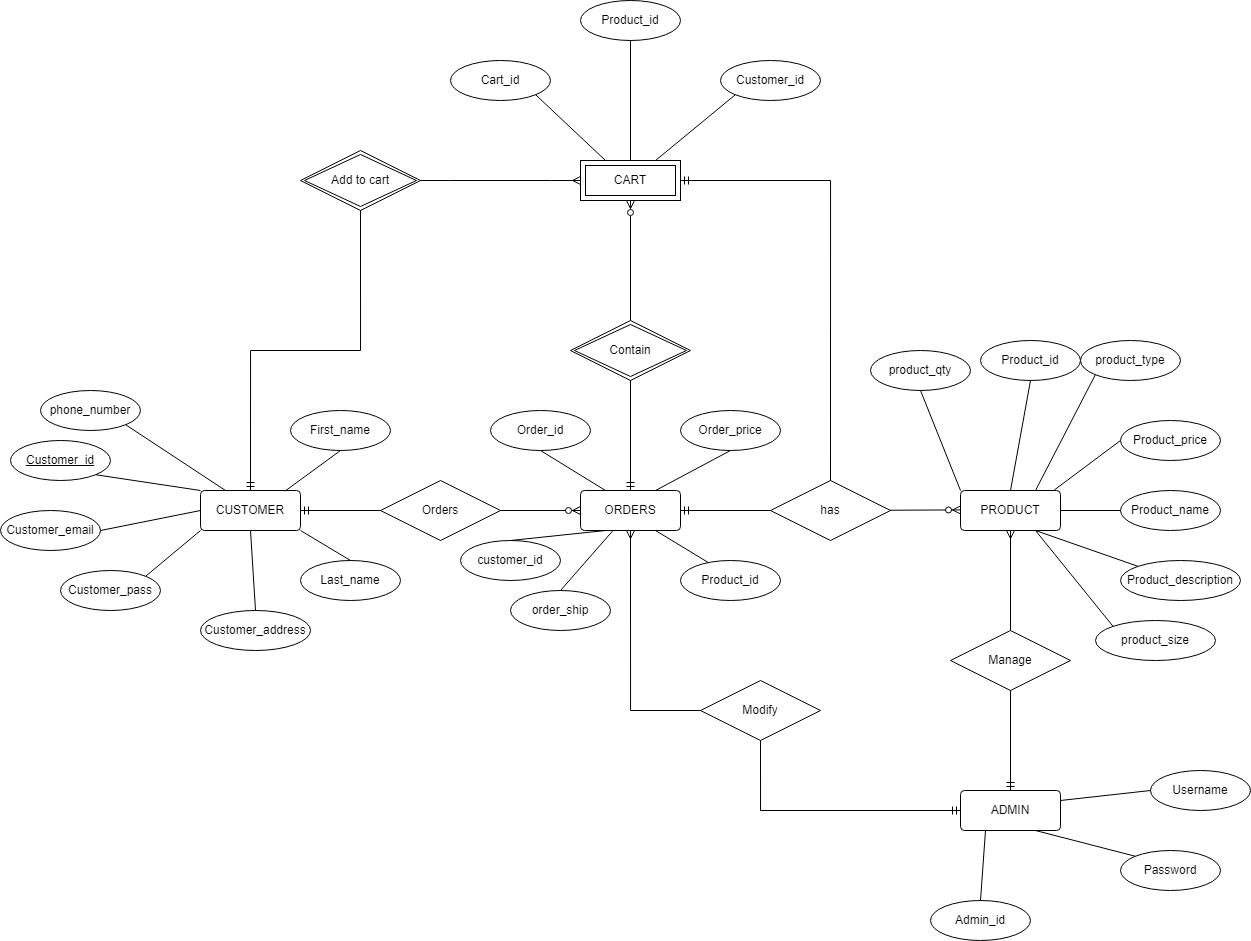 Product_id
Cart_id
Customer_id
Add to cart
CART
Contain
product_qty
Product_id
product_type
phone_number
First_name
Order_id
Order_price
Product_price
Customer_id
CUSTOMER
Orders
ORDERS
has
PRODUCT
Product_name
Customer_email
customer_id
Product_id
Product_description
Customer_pass
Last_name
order_ship
Customer_address
product_size
Manage
Modify
Username
ADMIN
Password
Admin_id